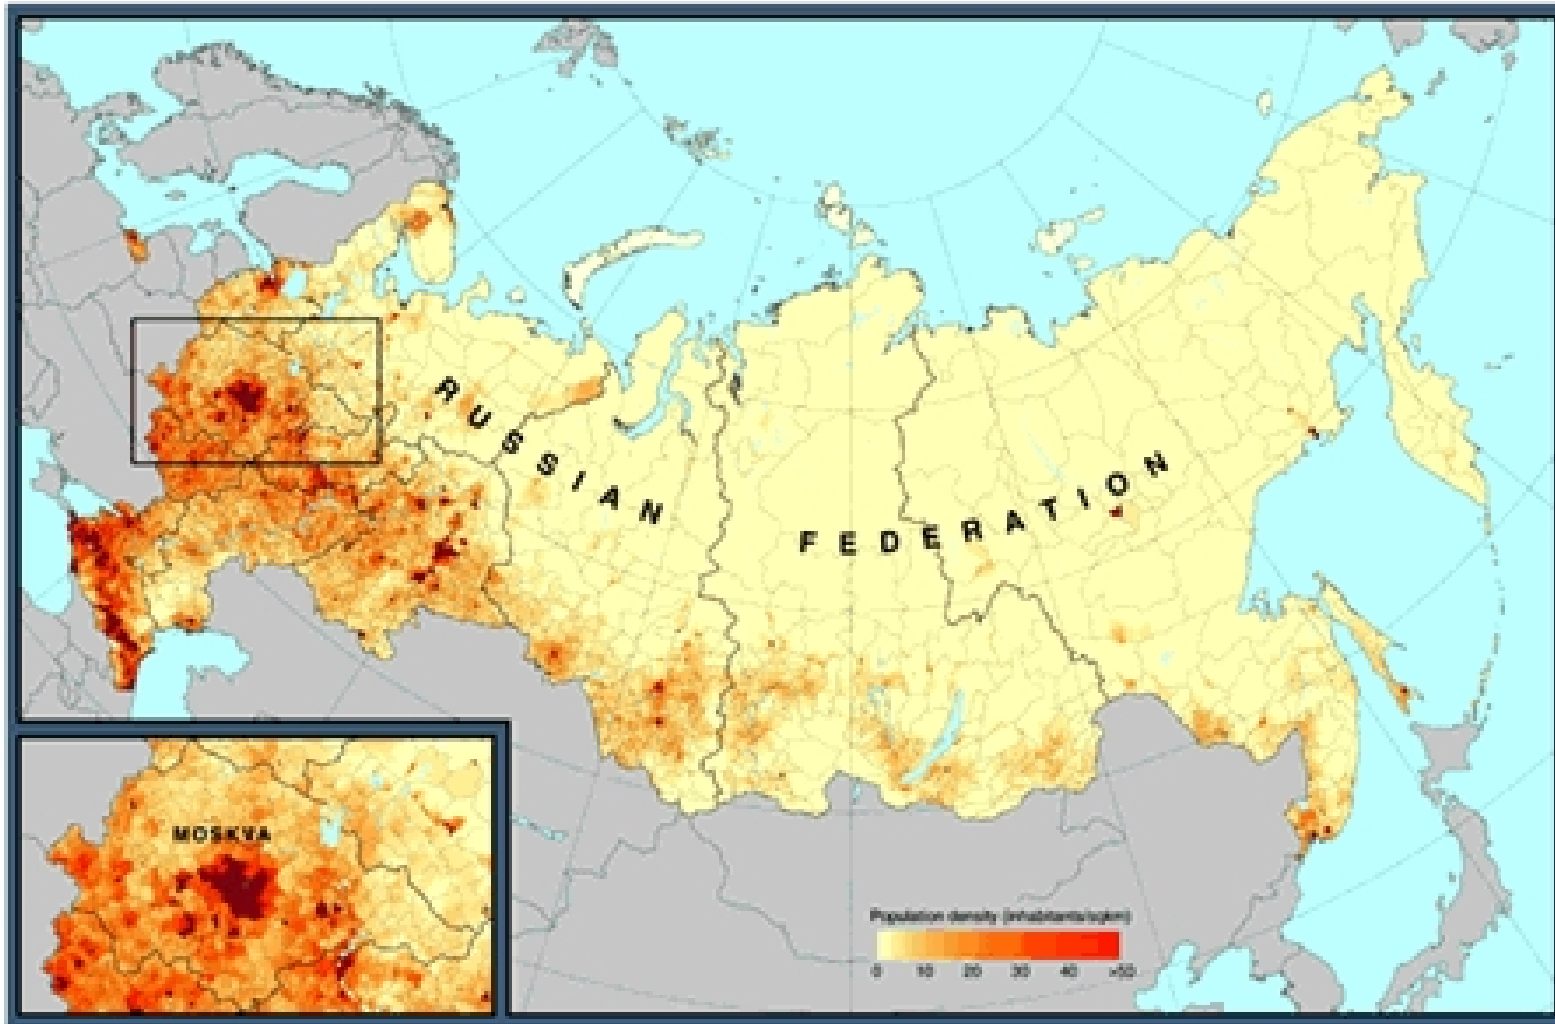 RUSSIAN
FEDERATION
MOSKVA
Population density (inhabitants/sqkm)
0 10 20 30 40 >50